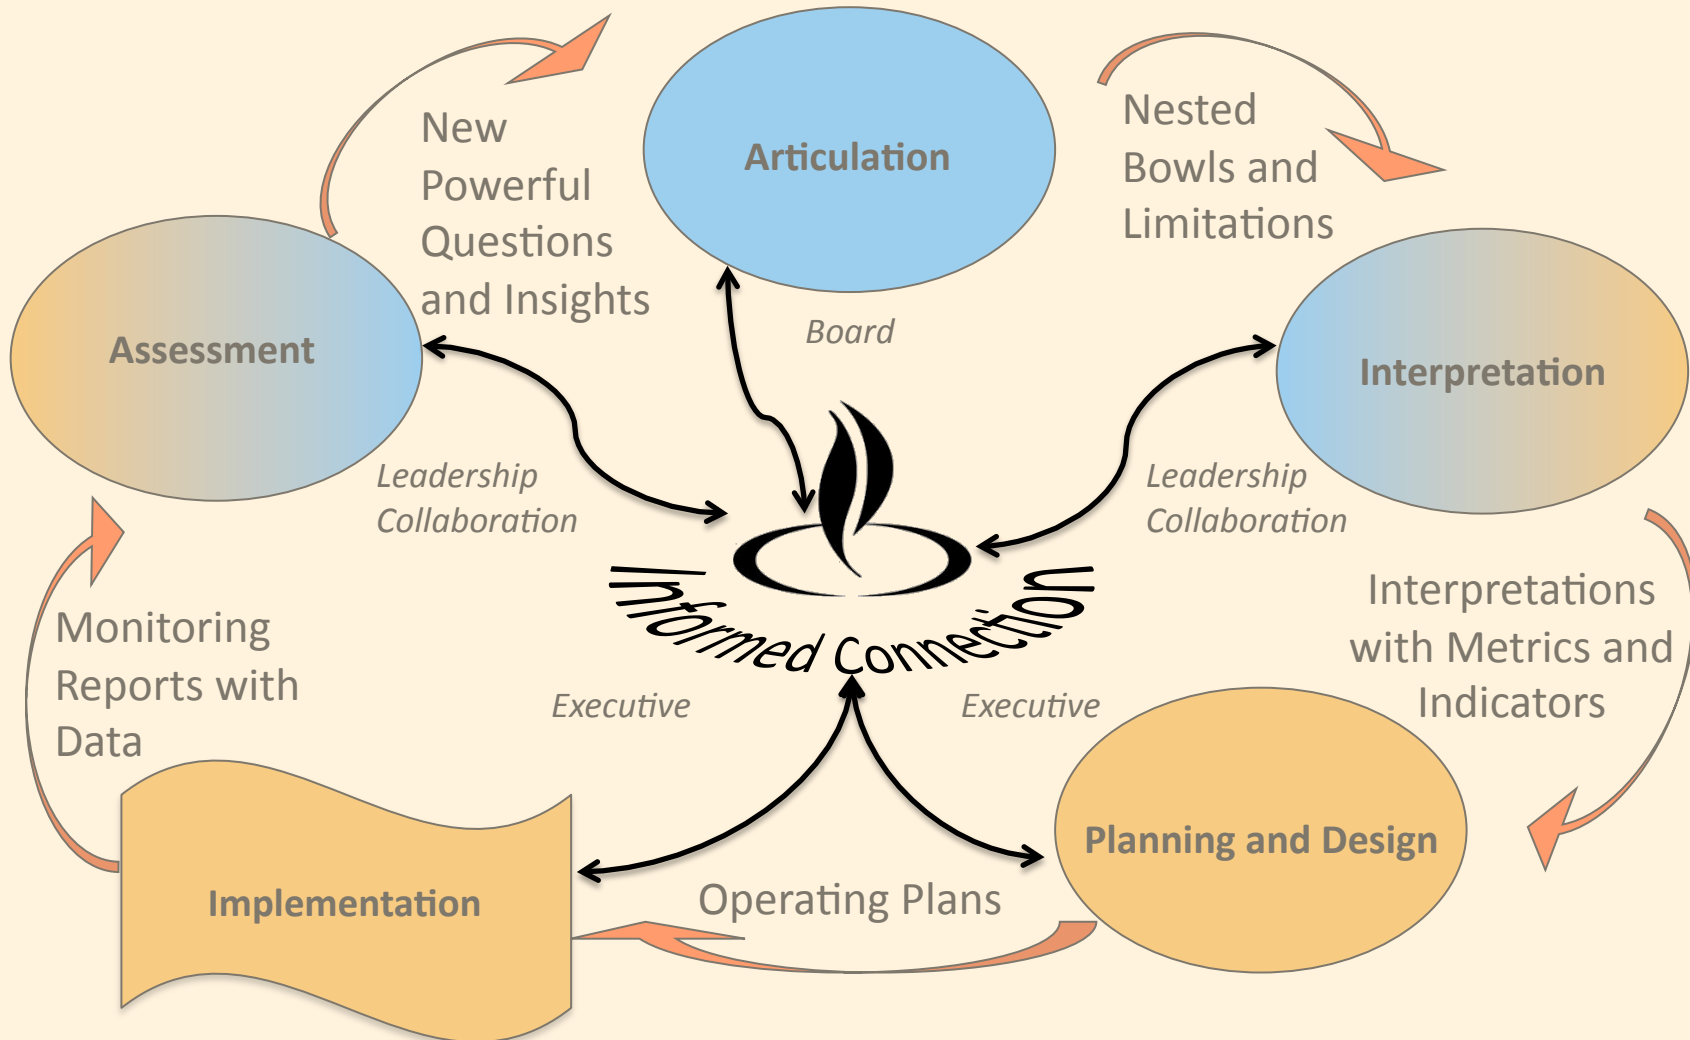 New
Powerful
Questions
and Insights
Articulation
Nested
Bowls and
Limitations
Assessment
Board
Interpretation
Leadership
Collaboration
Leadership
Collaboration
Informed Connection
Monitoring
Reports with
Data
Interpretations
with Metrics and
Indicators
Executive
Executive
Planning and Design
Implementation
Operating Plans